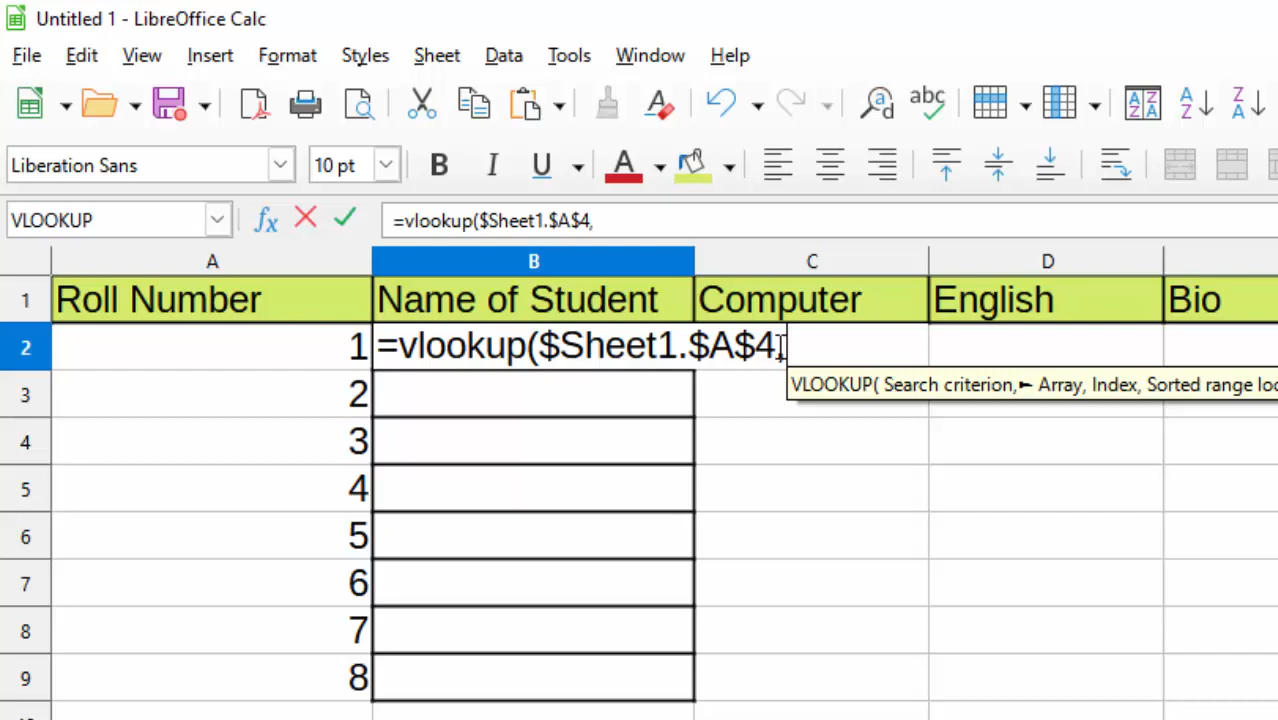 Untitled 1 - LibreOffice Calc
File Edit View Insert Format Styles Sheet Data Tools Window Help
Liberation Sans 10 pt B I U A
VLOOKUP fx =vlookup($Sheet1.$A$4,
A B C D
1 Roll Number Name of Student Computer English Bio
2 1 =vlookup($Sheet1.$A$4,
VLOOKUP( Search criterion, Array, Index, Sorted range loo
3 2
4 3
5 4
6 5
7 6
8 7
9 8